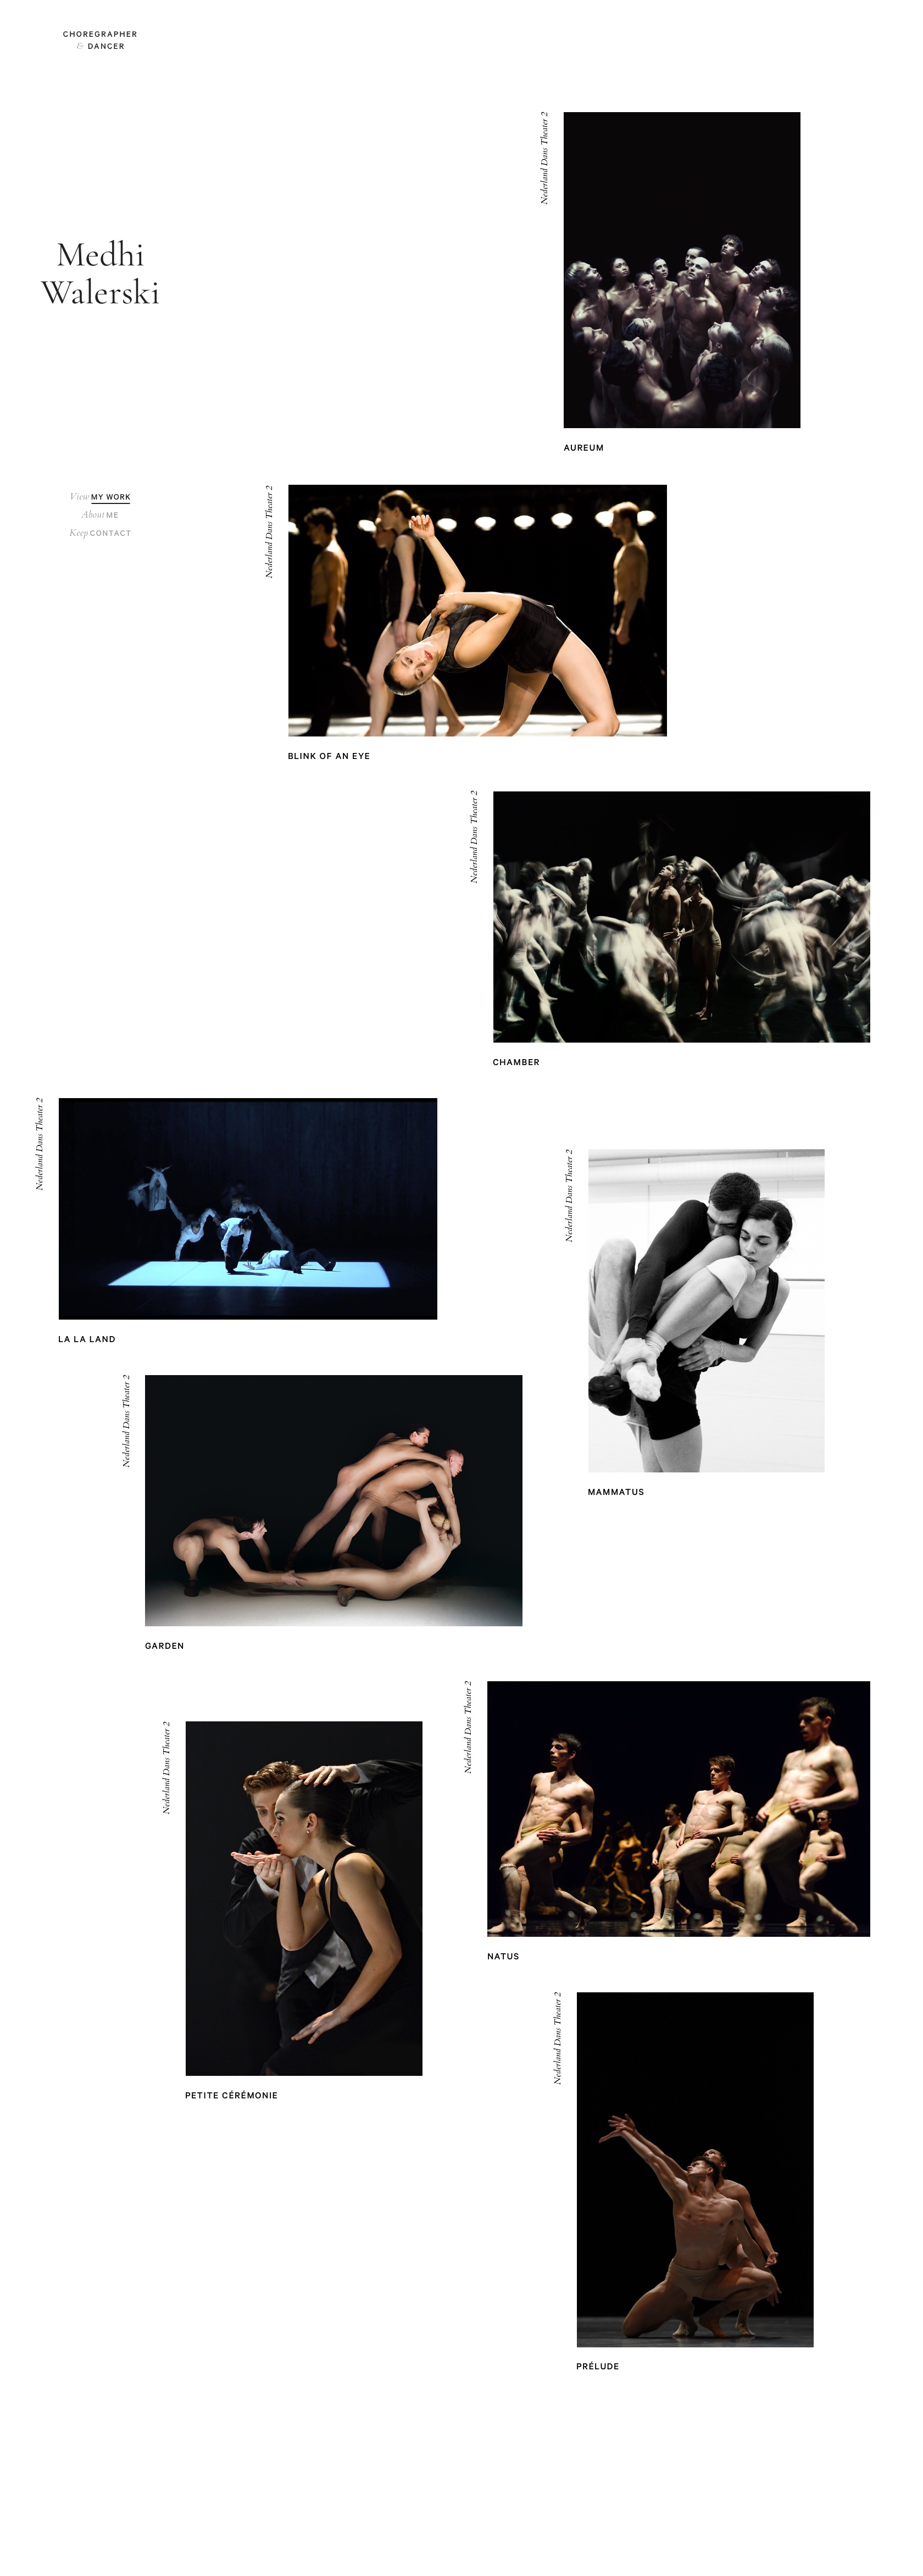 CHOREGRAPHER
& DANCER
Medhi
Walerski
View MY WORK
About ME
Keep CONTACT
Nederland Dans Theater 2
AUREUM
Nederland Dans Theater 2
BLINK OF AN EYE
Nederland Dans Theater 2
CHAMBER
Nederland Dans Theater 2
LA LA LAND
Nederland Dans Theater 2
MAMMATUS
Nederland Dans Theater 2
GARDEN
Nederland Dans Theater 2
NATUS
Nederland Dans Theater 2
PETITE CÉRÉMONIE
Nederland Dans Theater 2
PRÉLUDE